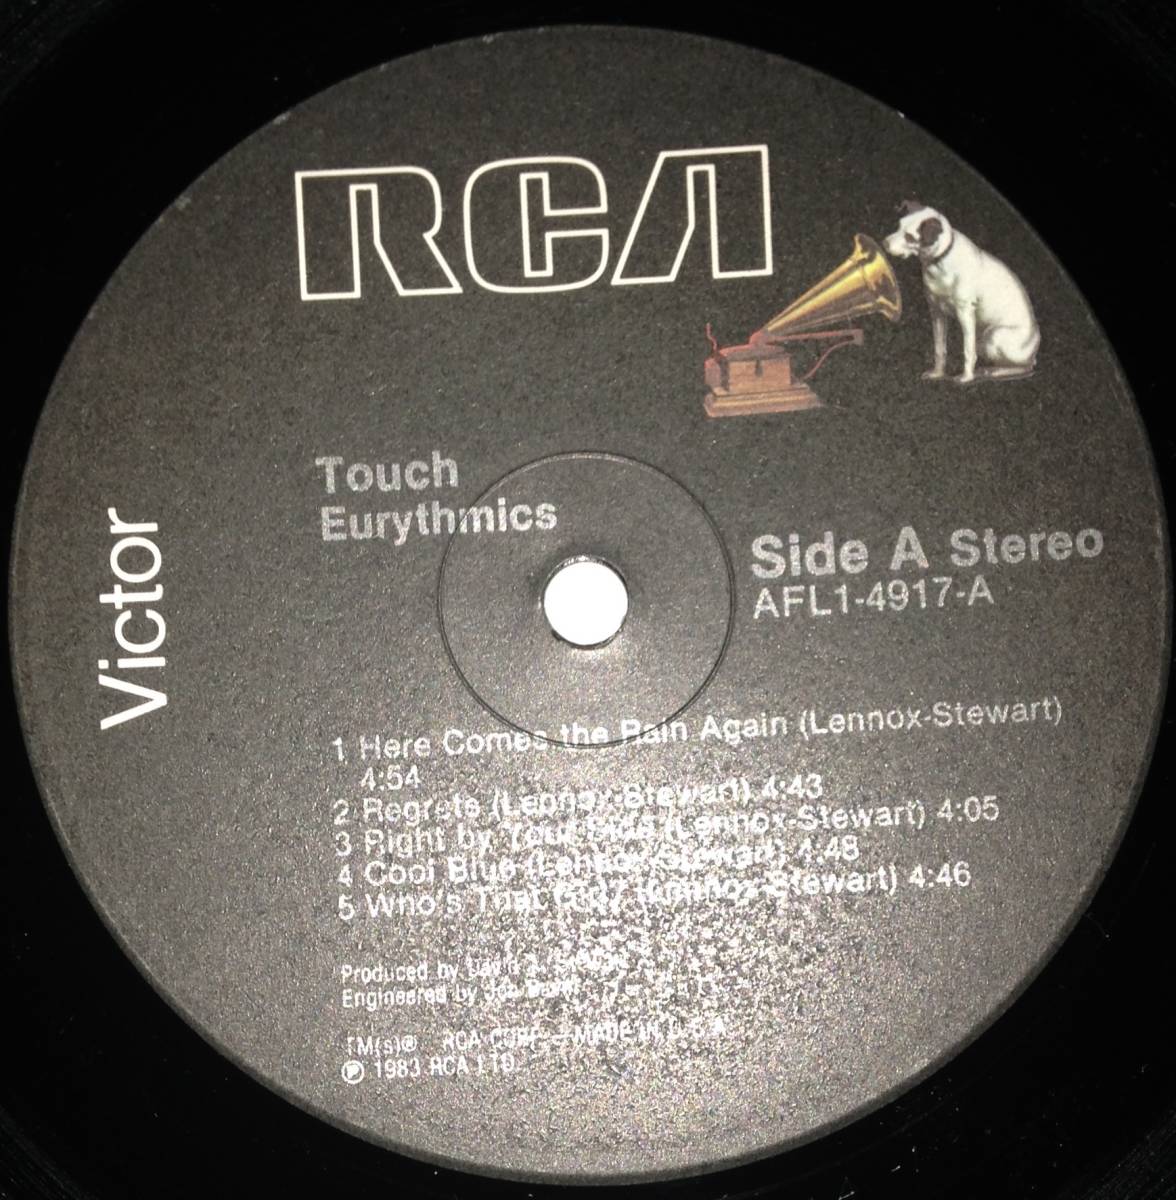 RCA
Victor
Touch
Eurythmics
Side A Stereo
AFL1-4917-A
1 Here Comes the Rain Again (Lennox-Stewart)
4:54
2 Regrets (Lennox-Stewart) 4:43
3 Right by Your Side (Lennox-Stewart) 4:05
4 Cool Blue (Lennox-Stewart) 4:48
5 Who's That Girl? (Lennox-Stewart) 4:46
Produced by David A. Stewart
Engineered by Jon
TM(s)® RCA CORP.—MADE IN U.S.A.
℗ 1983 RCA LTD.